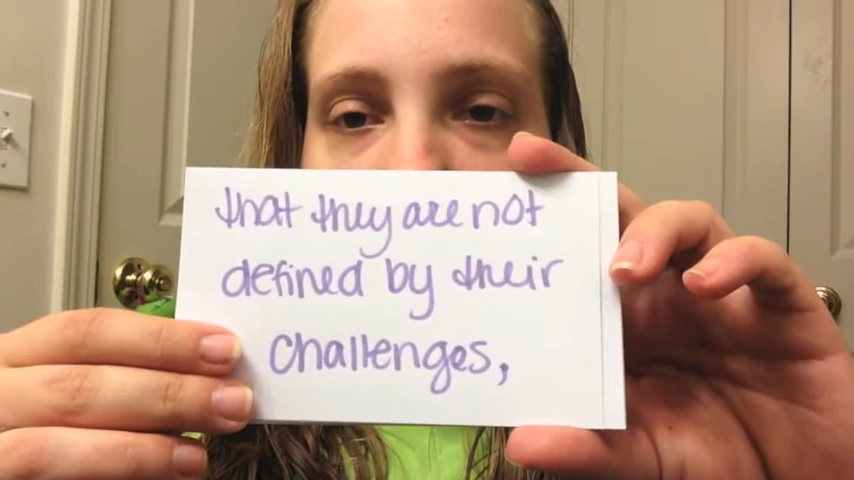 that they are not
defined by their
challenges,